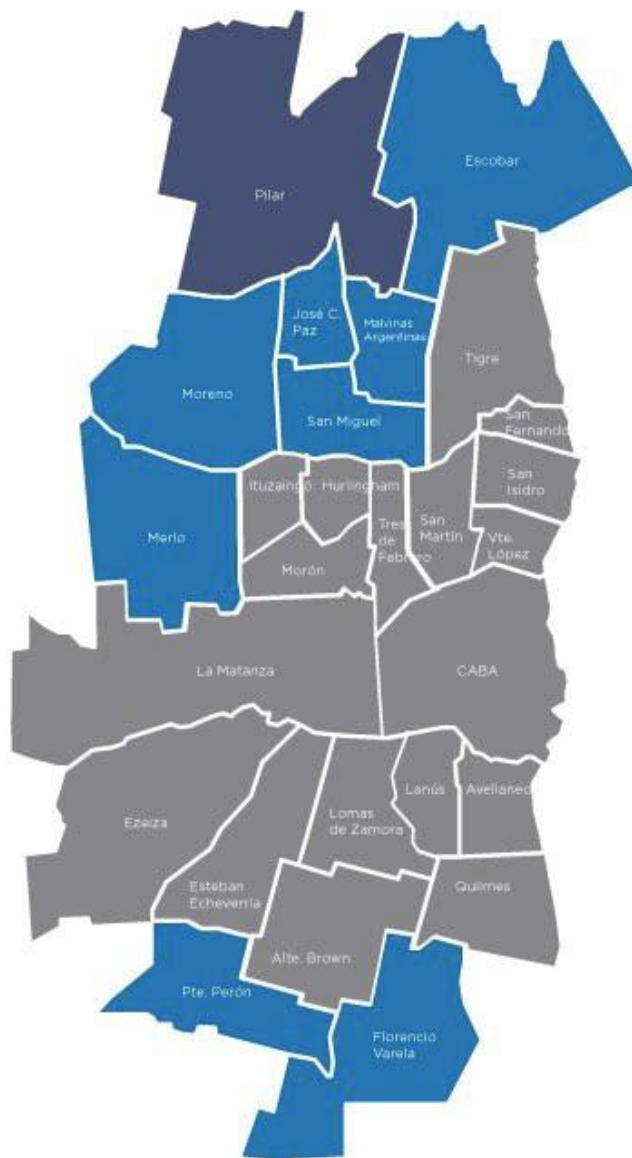 Escobar
Pilar
José C.
Paz
Malvinas
Argentinas
Tigre
Moreno
San Miguel
San
Fernando
San
Isidro
Ituzaingó
Hurlingham
Tres
de
Febrero
San
Martín
Vte.
López
Merlo
Morón
La Matanza
CABA
Ezeiza
Lomas
de Zamora
Lanús
Avellaned
Esteban
Echeverría
Quilmes
Alte. Brown
Pte. Perón
Florencio
Varela